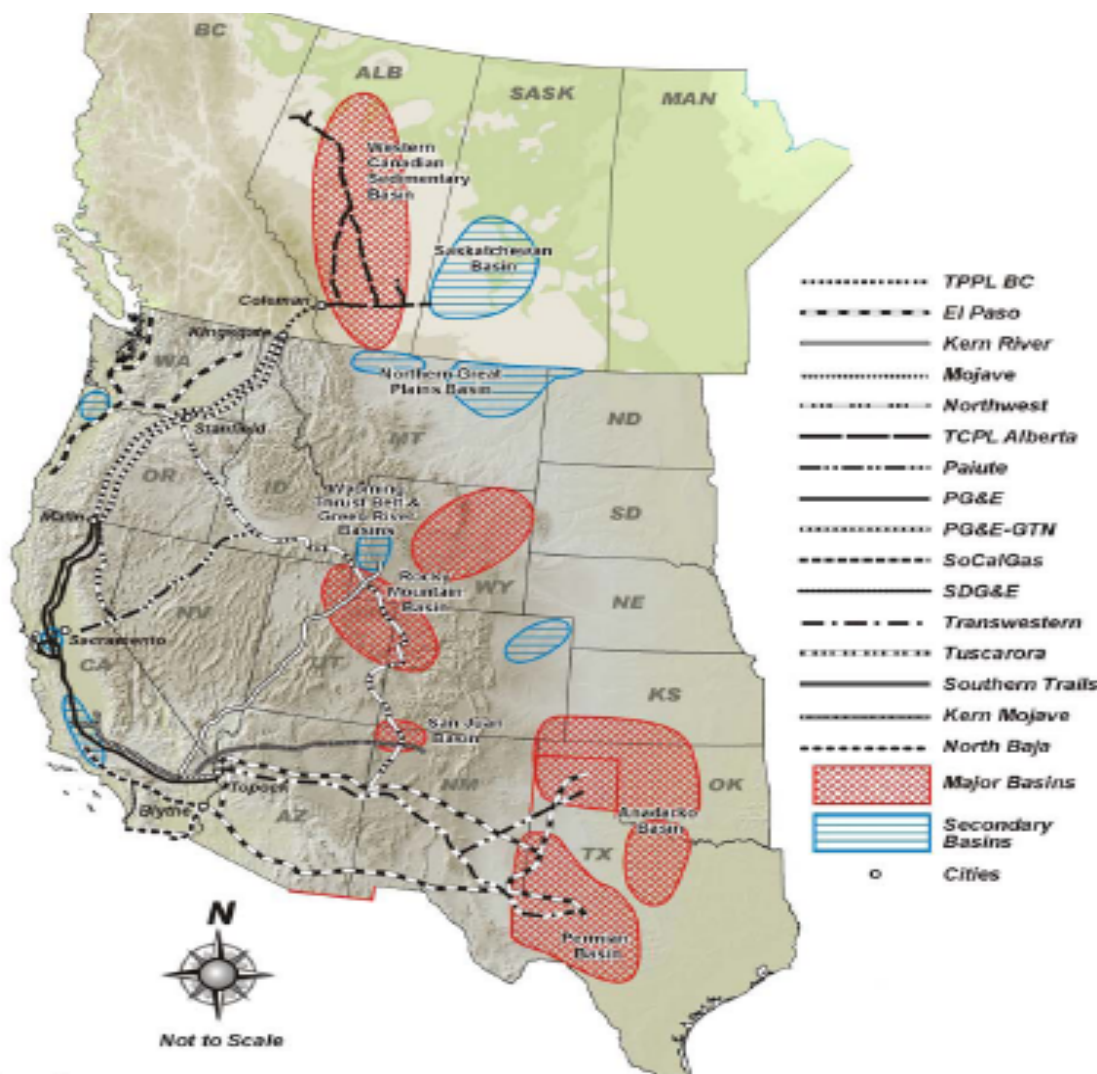 BC
ALB
SASK
MAN
Western
Canadian
Sedimentary
Basin
Saskatchewan
Basin
Coleman
Kingsgate
WA
Northern Great
Plains Basin
Stanfield
MT
ND
OR
ID
Wyoming
Thrust Belt &
Green River
Basins
SD
Malin
Rocky
Mountain
Basin
WY
NE
NV
Sacramento
CA
UT
KS
San Juan
Basin
Topock
NM
OK
Blythe
AZ
Anadarko
Basin
TX
Permian
Basin
N
Not to Scale
TPPL BC
El Paso
Kern River
Mojave
Northwest
TCPL Alberta
Paiute
PG&E
PG&E-GTN
SoCalGas
SDG&E
Transwestern
Tuscarora
Southern Trails
Kern Mojave
North Baja
Major Basins
Secondary
Basins
Cities